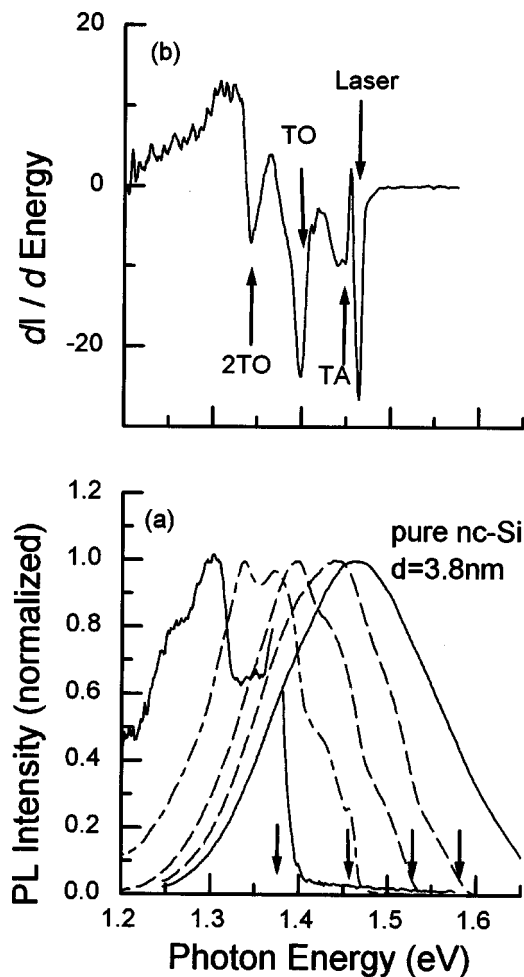 20
(b)
Laser
TO
0
dI / d Energy
-20
2TO
TA
1.2
(a)
pure nc-Si
d=3.8nm
1.0
0.8
0.6
0.4
0.2
0.0
PL Intensity (normalized)
1.2 1.3 1.4 1.5 1.6
Photon Energy (eV)